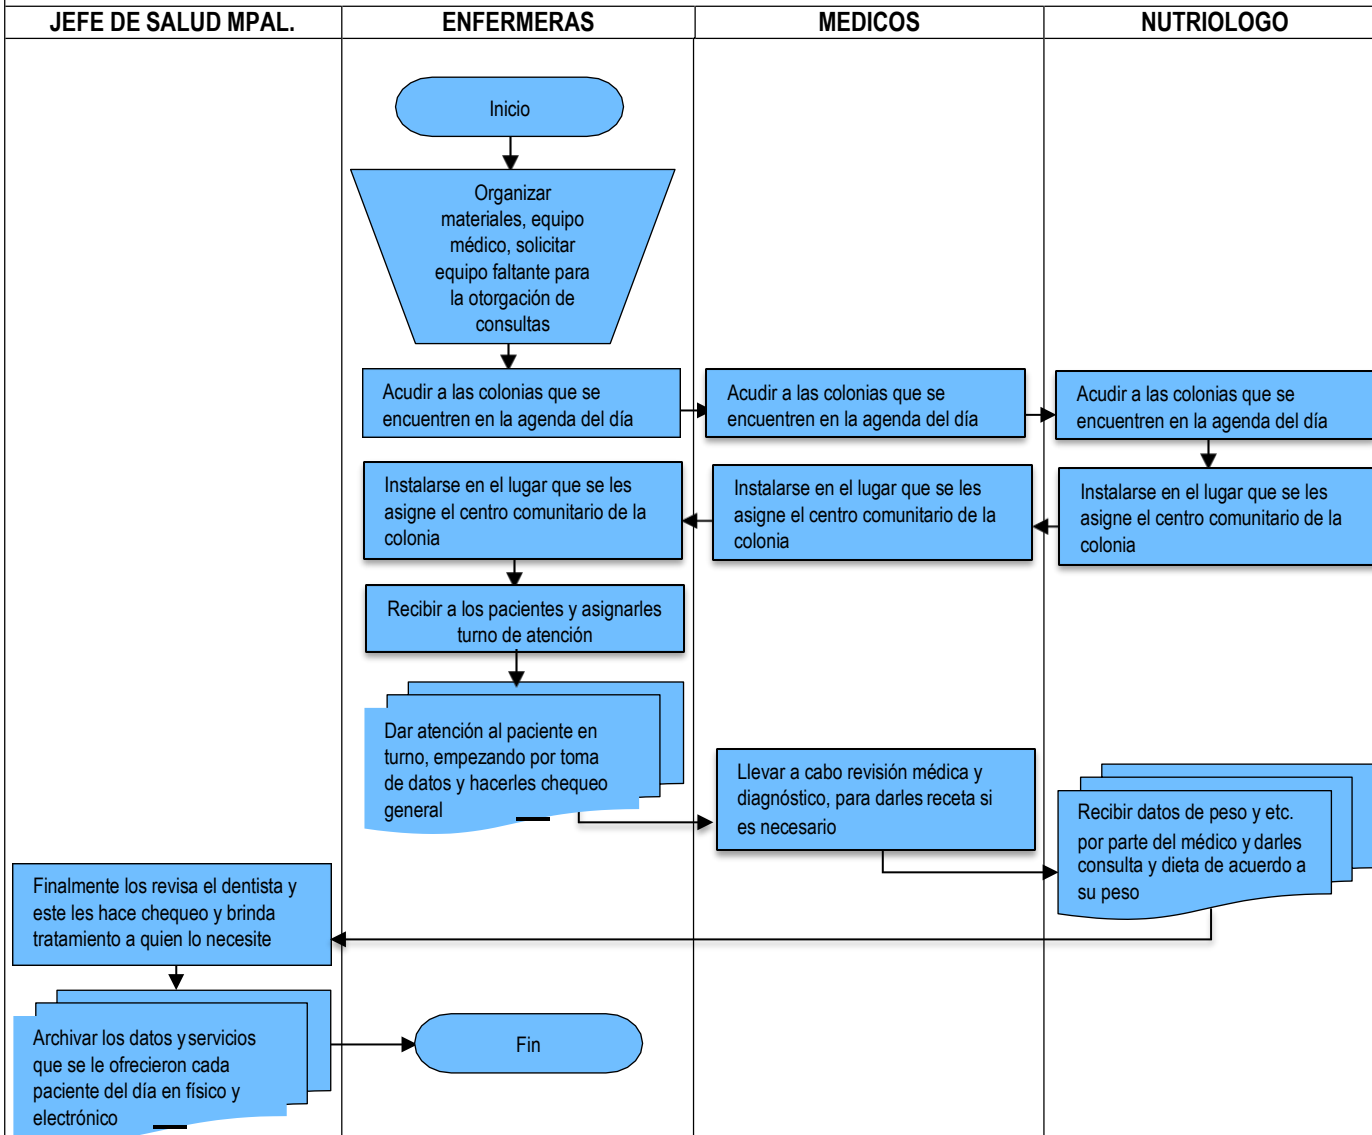 JEFE DE SALUD MPAL.
ENFERMERAS
MEDICOS
NUTRIOLOGO
Inicio
Organizar
materiales, equipo
médico, solicitar
equipo faltante para
la otorgación de
consultas
Acudir a las colonias que se
encuentren en la agenda del día
Acudir a las colonias que se
encuentren en la agenda del día
Acudir a las colonias que se
encuentren en la agenda del día
Instalarse en el lugar que se les
asigne el centro comunitario de la
colonia
Instalarse en el lugar que se les
asigne el centro comunitario de la
colonia
Instalarse en el lugar que se les
asigne el centro comunitario de la
colonia
Recibir a los pacientes y asignarles
turno de atención
Dar atención al paciente en
turno, empezando por toma
de datos y hacerles chequeo
general
Llevar a cabo revisión médica y
diagnóstico, para darles receta si
es necesario
Recibir datos de peso y etc.
por parte del médico y darles
consulta y dieta de acuerdo a
su peso
Finalmente los revisa el dentista y
este les hace chequeo y brinda
tratamiento a quien lo necesite
Archivar los datos y servicios
que se le ofrecieron cada
paciente del día en físico y
electrónico
Fin